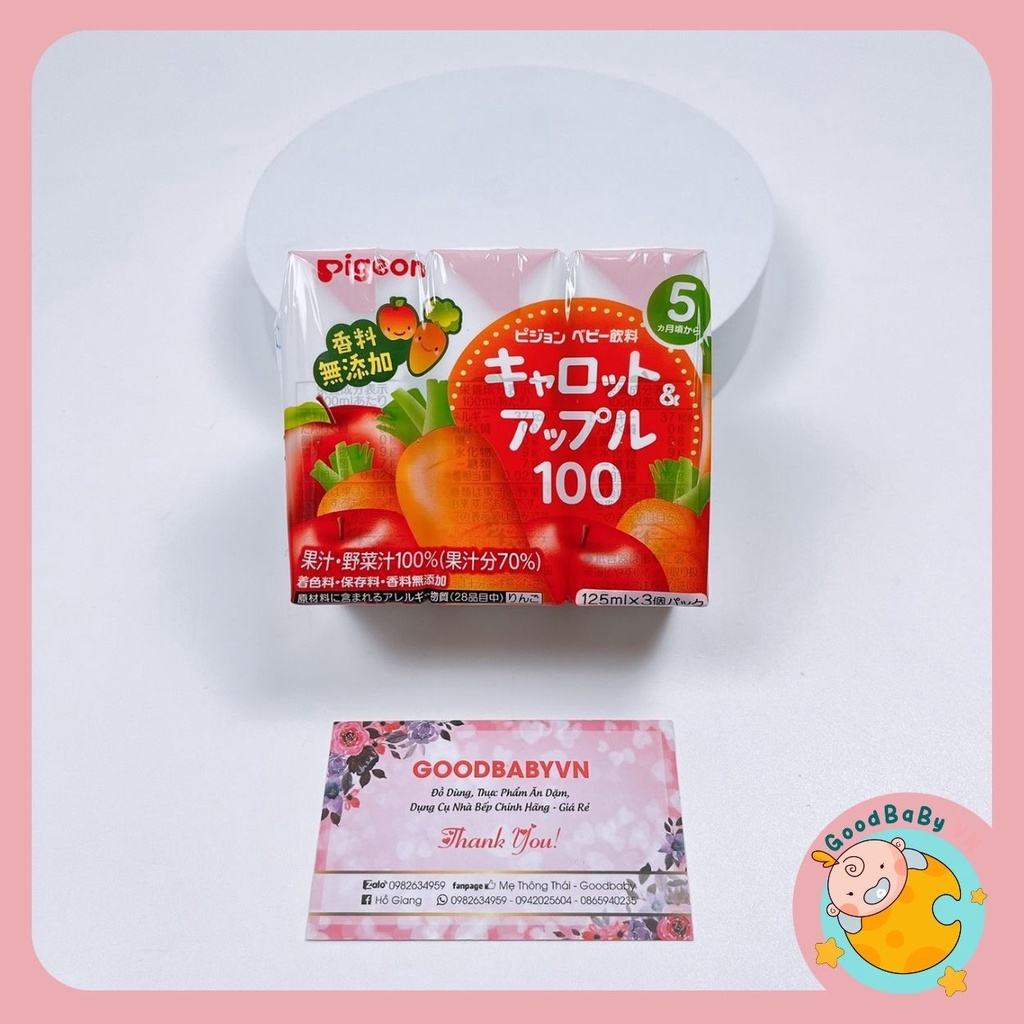 Pigeon
5
ヵ月頃から
香料
無添加
ピジョン ベビー飲料
キャロット
&
アップル
100
果汁・野菜汁100%(果汁分70%)
着色料・保存料・香料無添加
原材料に含まれるアレルギー物質(28品目中) りんご
125ml×3個パック
GOODBABYVN
Đồ Dùng, Thực Phẩm Ăn Dặm,
Dụng Cụ Nhà Bếp Chính Hãng - Giá Rẻ
Thank You!
Zalo 0982634959 fanpage Mẹ Thông Thái - Goodbaby
Hồ Giang 0982634959 - 0942025604 - 0865940235
GoodBaBy VN